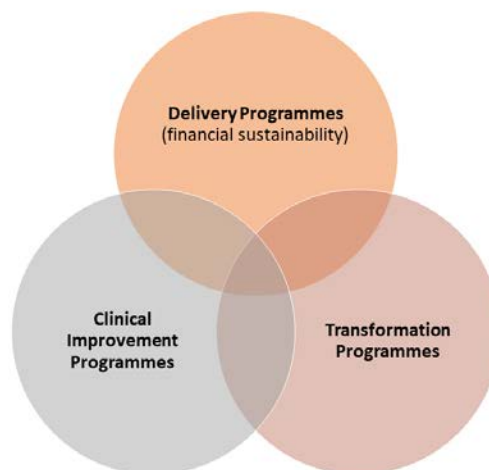 Delivery Programmes
(financial sustainability)
Clinical
Improvement
Programmes
Transformation
Programmes